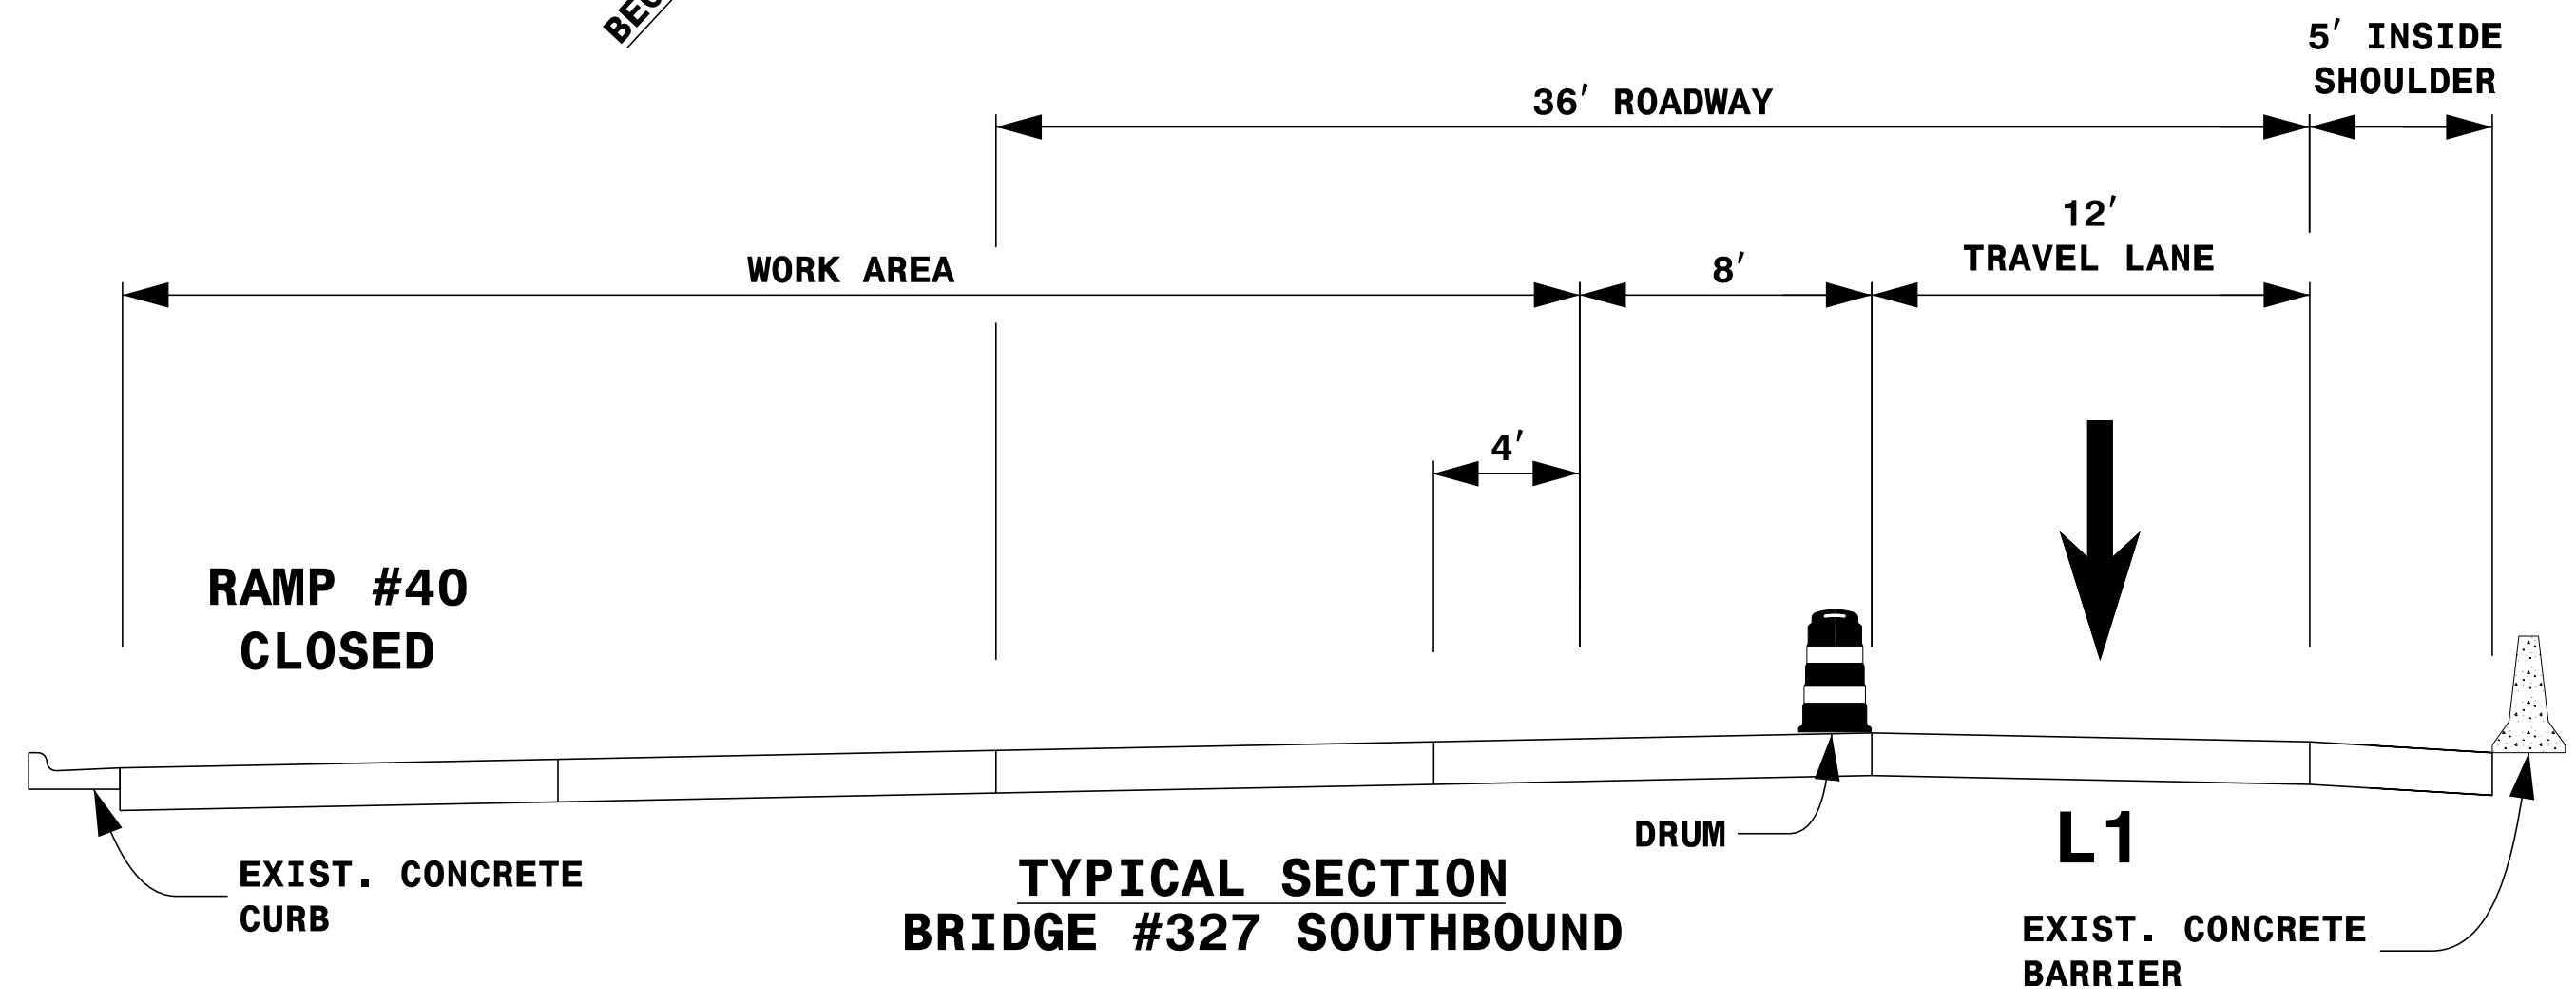 5' INSIDE
SHOULDER
36' ROADWAY
12'
TRAVEL LANE
WORK AREA
8'
4'
RAMP #40
CLOSED
DRUM
L1
EXIST. CONCRETE
CURB
TYPICAL SECTION
BRIDGE #327 SOUTHBOUND
EXIST. CONCRETE
BARRIER